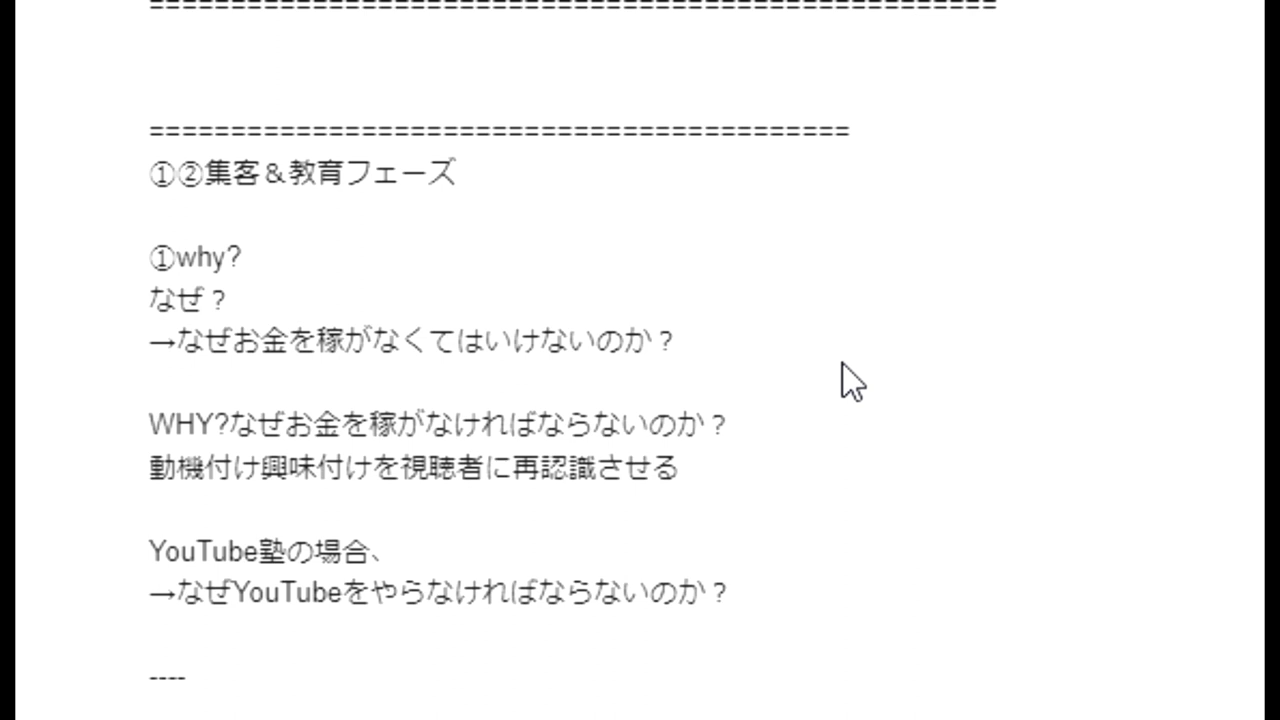 ====================================================
===========================================
①②集客＆教育フェーズ
①why?
なぜ？
→なぜお金を稼がなくてはいけないのか？
WHY?なぜお金を稼がなければならないのか？
動機付け興味付けを視聴者に再認識させる
YouTube塾の場合、
→なぜYouTubeをやらなければならないのか？
----